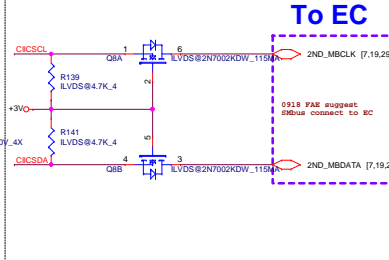 To EC
CIICSCL
1
6
2ND_MBCLK [7,19,29
Q8A
ILVDS@2N7002KDW_115MA
R139
ILVDS@4.7K_4
2
+3V
0918 FAE suggest
SMbus connect to EC
R141
ILVDS@4.7K_4
5
0V_4X
CIICSDA
4
3
2ND_MBDATA [7,19,2
Q8B
ILVDS@2N7002KDW_115MA